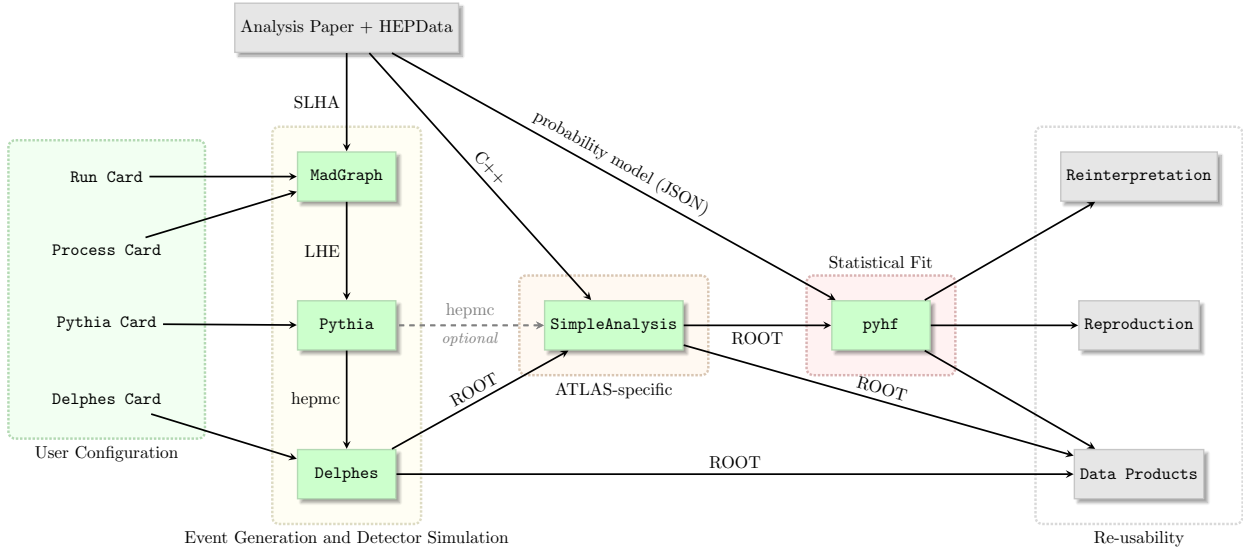 Analysis Paper + HEPData
SLHA
C++
probability model (JSON)
Run Card
MadGraph
Reinterpretation
Process Card
LHE
Statistical Fit
Pythia Card
Pythia
hepmc
optional
SimpleAnalysis
ROOT
pyhf
Reproduction
hepmc
ROOT
ATLAS-specific
ROOT
Delphes Card
User Configuration
Delphes
ROOT
Data Products
Event Generation and Detector Simulation
Re-usability